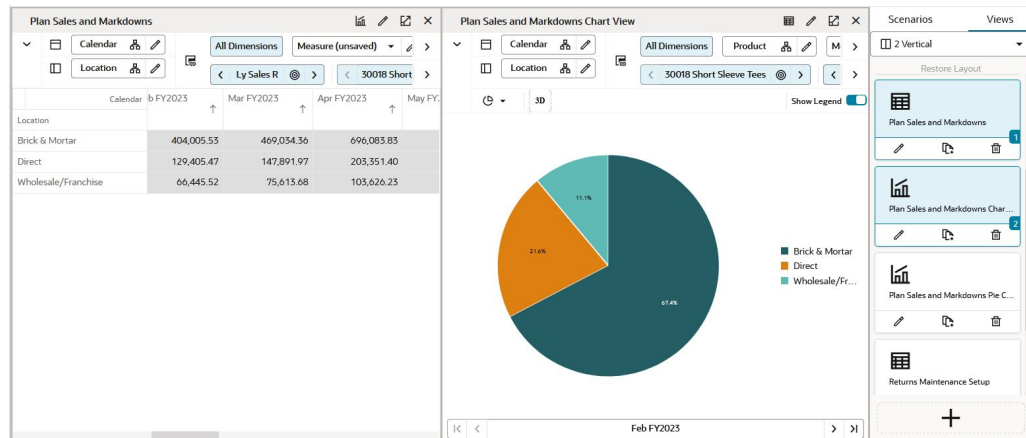 Plan Sales and Markdowns
Calendar
All Dimensions
Measure (unsaved)
Location
Ly Sales R
30018 Short
Calendar
b FY2023
Mar FY2023
Apr FY2023
May FY.
Location
Brick & Mortar 404,005.53 469,034.36 696,083.83
Direct 129,405.47 147,891.97 203,351.40
Wholesale/Franchise 66,445.52 75,613.68 103,626.23
Plan Sales and Markdowns Chart View
Calendar
All Dimensions
Product
M
Location
30018 Short Sleeve Tees
3D
Show Legend
11.1%
21.6%
67.4%
Brick & Mortar
Direct
Wholesale/Fr...
Feb FY2023
Scenarios
Views
2 Vertical
Restore Layout
Plan Sales and Markdowns
1
Plan Sales and Markdowns Char...
2
Plan Sales and Markdowns Pie C...
Returns Maintenance Setup